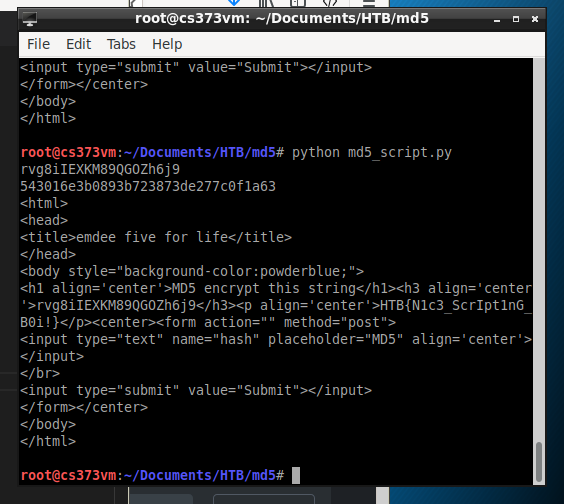 root@cs373vm: ~/Documents/HTB/md5
File Edit Tabs Help
<input type="submit" value="Submit"></input>
</form></center>
</body>
</html>
root@cs373vm:~/Documents/HTB/md5# python md5_script.py
rvg8iIEXKM89QGOZh6j9
543016e3b0893b723873de277c0f1a63
<html>
<head>
<title>emdee five for life</title>
</head>
<body style="background-color:powderblue;">
<h1 align='center'>MD5 encrypt this string</h1><h3 align='center
'>rvg8iIEXKM89QGOZh6j9</h3><p align='center'>HTB{N1c3_ScrIpt1nG_
B0i!}</p><center><form action="" method="post">
<input type="text" name="hash" placeholder="MD5" align='center'>
</input>
</br>
<input type="submit" value="Submit"></input>
</form></center>
</body>
</html>
root@cs373vm:~/Documents/HTB/md5#